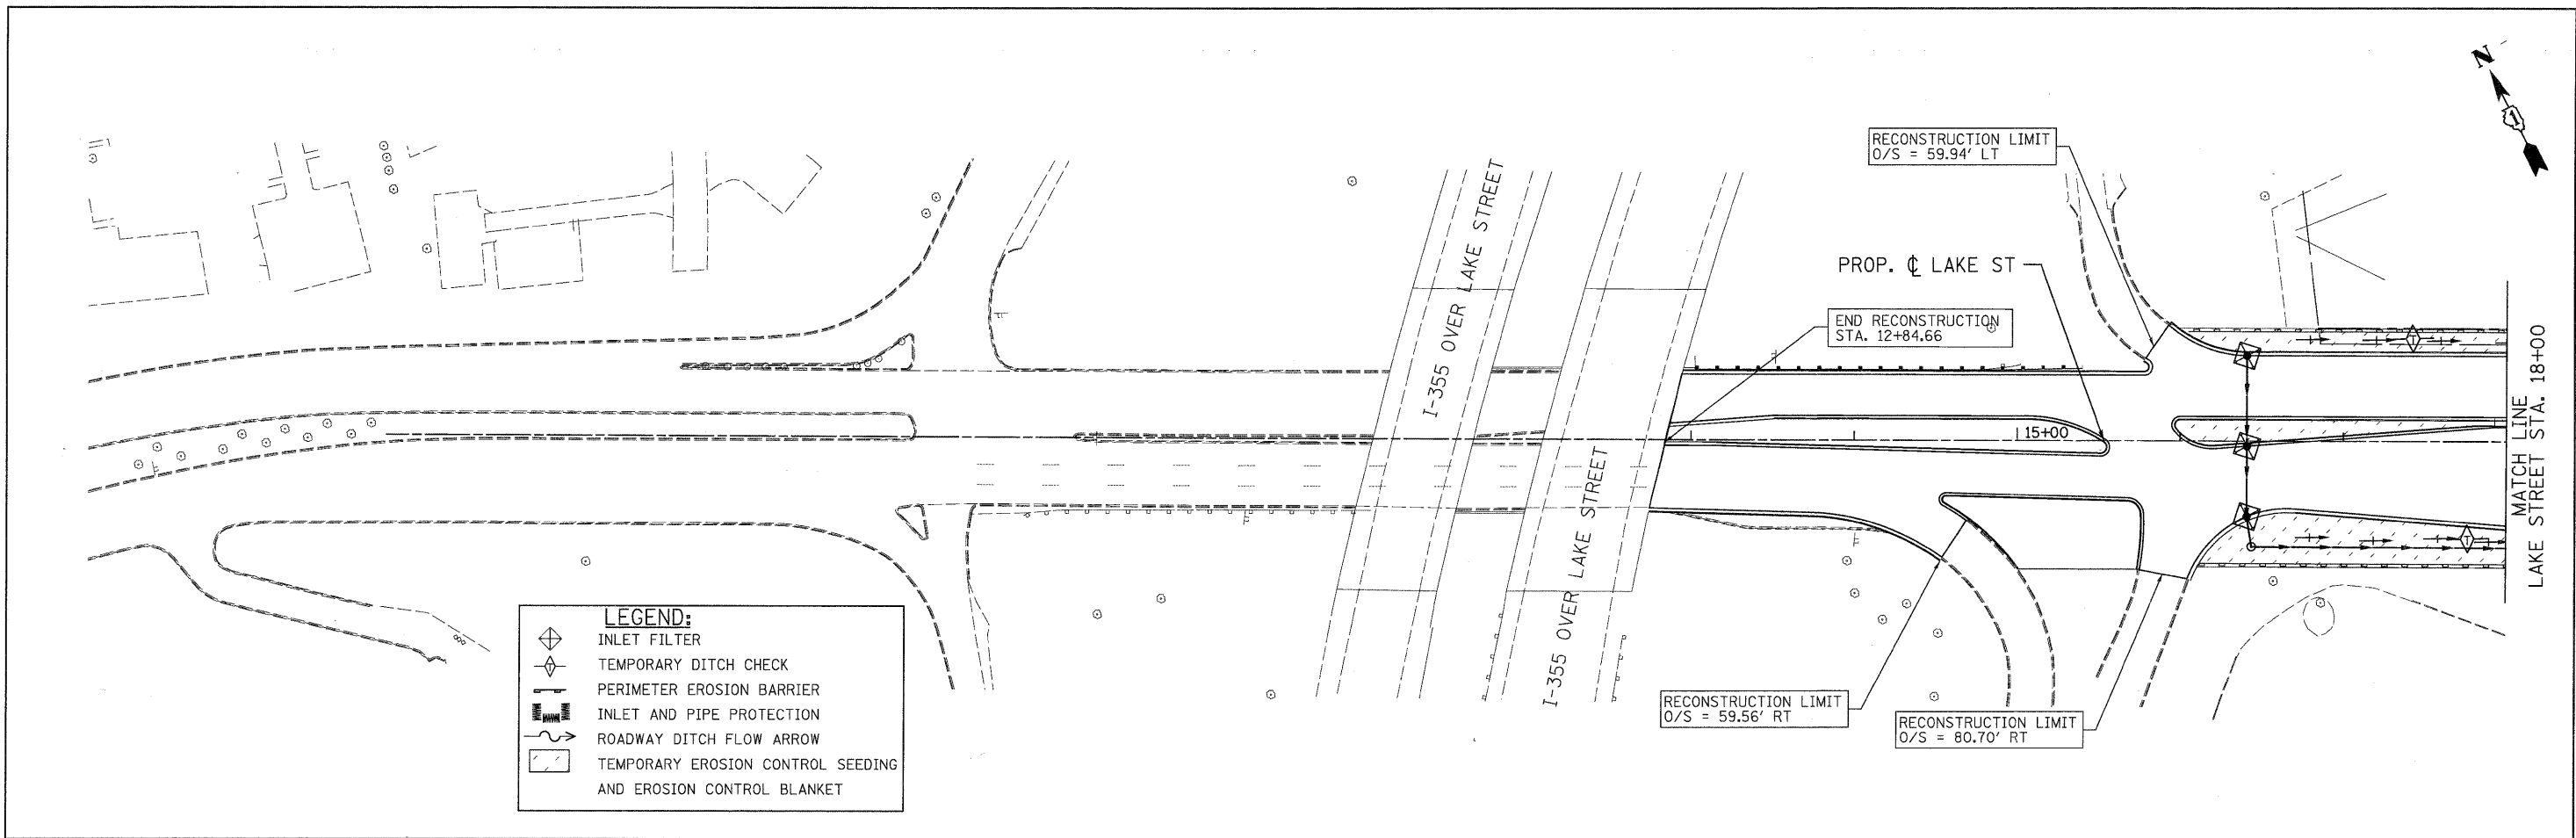 N
RECONSTRUCTION LIMIT
O/S = 59.94' LT
I-355 OVER LAKE STREET
PROP. ℄ LAKE ST
END RECONSTRUCTION
STA. 12+84.66
15+00
MATCH LINE
LAKE STREET STA. 18+00
I-355 OVER LAKE STREET
RECONSTRUCTION LIMIT
O/S = 59.56' RT
RECONSTRUCTION LIMIT
O/S = 80.70' RT
T
T
LEGEND:
INLET FILTER
T TEMPORARY DITCH CHECK
PERIMETER EROSION BARRIER
INLET AND PIPE PROTECTION
ROADWAY DITCH FLOW ARROW
TEMPORARY EROSION CONTROL SEEDING
AND EROSION CONTROL BLANKET